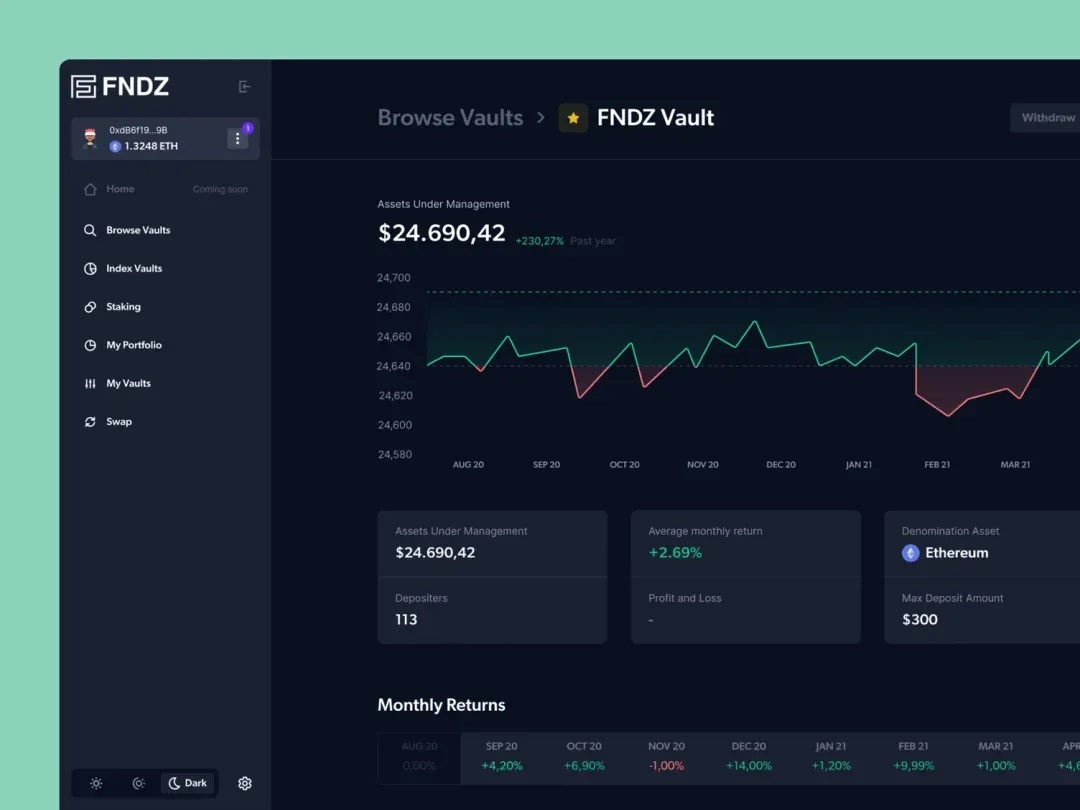 FNDZ
0xdB6f19...9B
1
1.3248 ETH
Home Coming soon
Browse Vaults
Index Vaults
Staking
My Portfolio
My Vaults
Swap
Dark
Browse Vaults > FNDZ Vault
Withdraw
Assets Under Management
$24.690,42 +230,27% Past year
24,700
24,680
24,660
24,640
24,620
24,600
24,580
AUG 20 SEP 20 OCT 20 NOV 20 DEC 20 JAN 21 FEB 21 MAR 21
Assets Under Management
$24.690,42
Depositers
113
Average monthly return
+2.69%
Profit and Loss
-
Denomination Asset
Ethereum
Max Deposit Amount
$300
Monthly Returns
AUG 20 SEP 20 OCT 20 NOV 20 DEC 20 JAN 21 FEB 21 MAR 21 APR
0,00% +4,20% +6,90% -1,00% +14,00% +1,20% +9,99% +1,00% +4,6